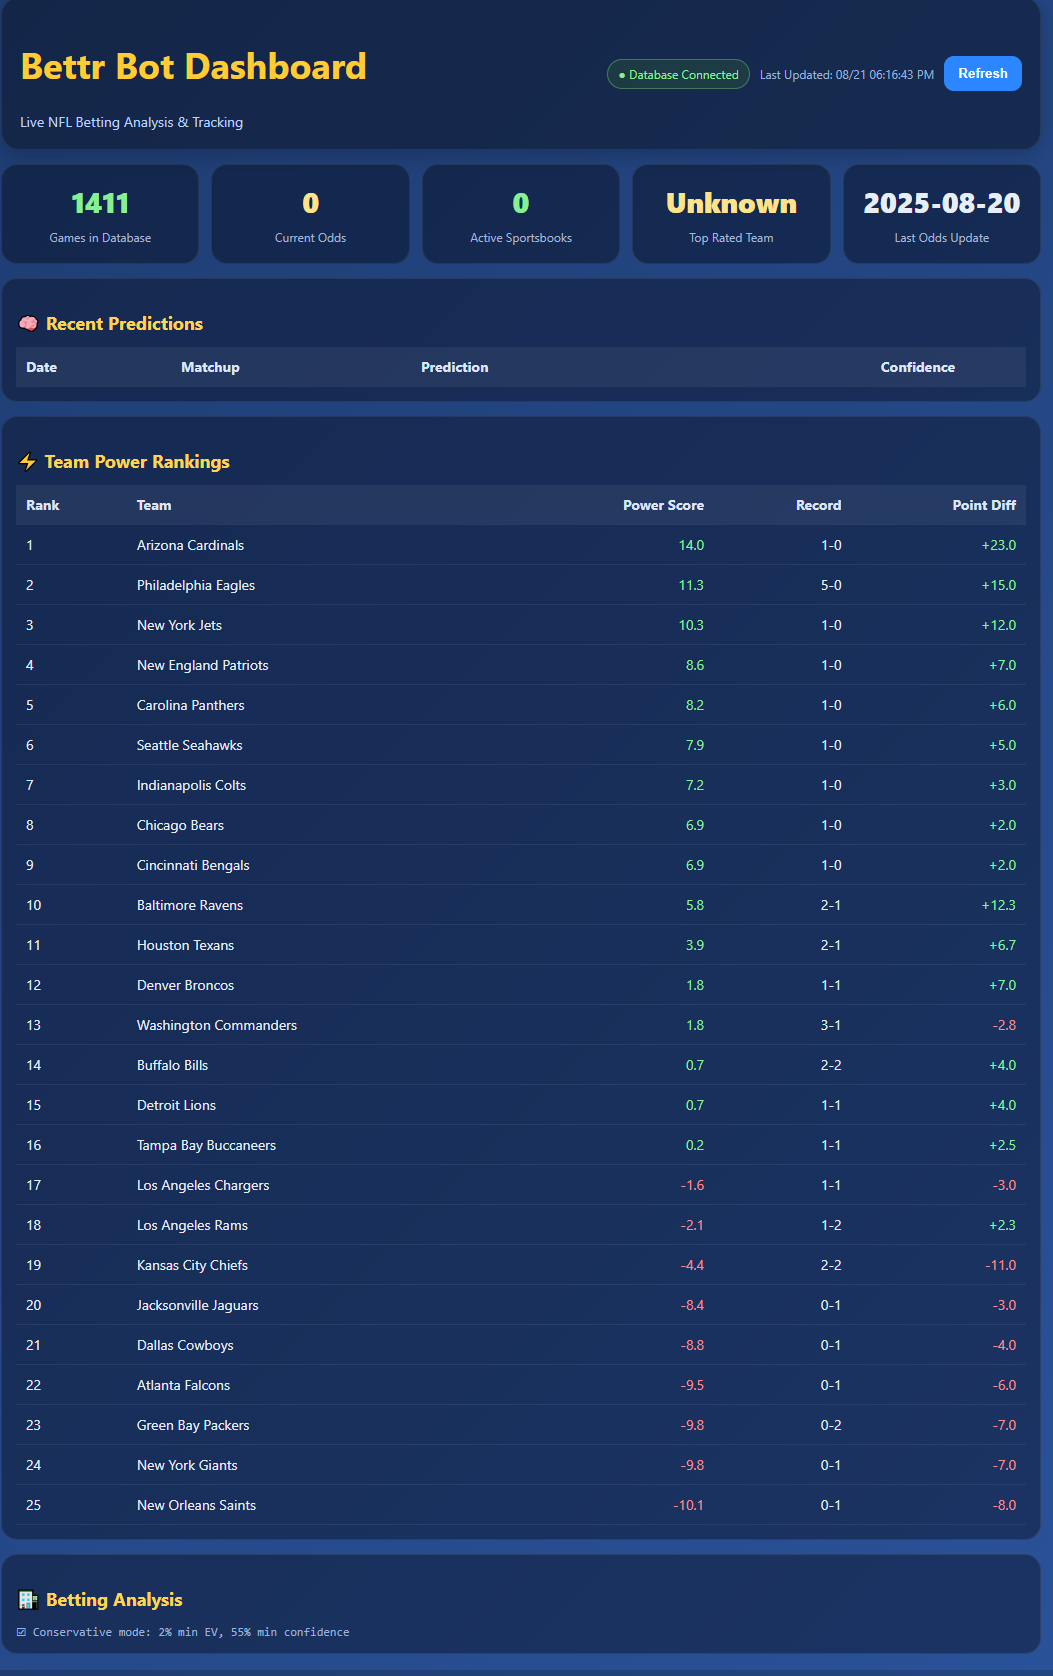 Bettr Bot Dashboard
● Database Connected Last Updated: 08/21 06:16:43 PM Refresh
Live NFL Betting Analysis & Tracking
1411 0 0 Unknown 2025-08-20
Games in Database Current Odds Active Sportsbooks Top Rated Team Last Odds Update
🧠 Recent Predictions
Date Matchup Prediction Confidence
⚡ Team Power Rankings
Rank Team Power Score Record Point Diff
1 Arizona Cardinals 14.0 1-0 +23.0
2 Philadelphia Eagles 11.3 5-0 +15.0
3 New York Jets 10.3 1-0 +12.0
4 New England Patriots 8.6 1-0 +7.0
5 Carolina Panthers 8.2 1-0 +6.0
6 Seattle Seahawks 7.9 1-0 +5.0
7 Indianapolis Colts 7.2 1-0 +3.0
8 Chicago Bears 6.9 1-0 +2.0
9 Cincinnati Bengals 6.9 1-0 +2.0
10 Baltimore Ravens 5.8 2-1 +12.3
11 Houston Texans 3.9 2-1 +6.7
12 Denver Broncos 1.8 1-1 +7.0
13 Washington Commanders 1.8 3-1 -2.8
14 Buffalo Bills 0.7 2-2 +4.0
15 Detroit Lions 0.7 1-1 +4.0
16 Tampa Bay Buccaneers 0.2 1-1 +2.5
17 Los Angeles Chargers -1.6 1-1 -3.0
18 Los Angeles Rams -2.1 1-2 +2.3
19 Kansas City Chiefs -4.4 2-2 -11.0
20 Jacksonville Jaguars -8.4 0-1 -3.0
21 Dallas Cowboys -8.8 0-1 -4.0
22 Atlanta Falcons -9.5 0-1 -6.0
23 Green Bay Packers -9.8 0-2 -7.0
24 New York Giants -9.8 0-1 -7.0
25 New Orleans Saints -10.1 0-1 -8.0
Betting Analysis
☑ Conservative mode: 2% min EV, 55% min confidence